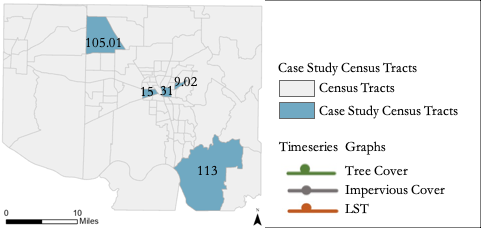 105.01
9.02
15 31
113
0 10
Miles
N
Case Study Census Tracts
Census Tracts
Case Study Census Tracts
Timeseries Graphs
Tree Cover
Impervious Cover
LST